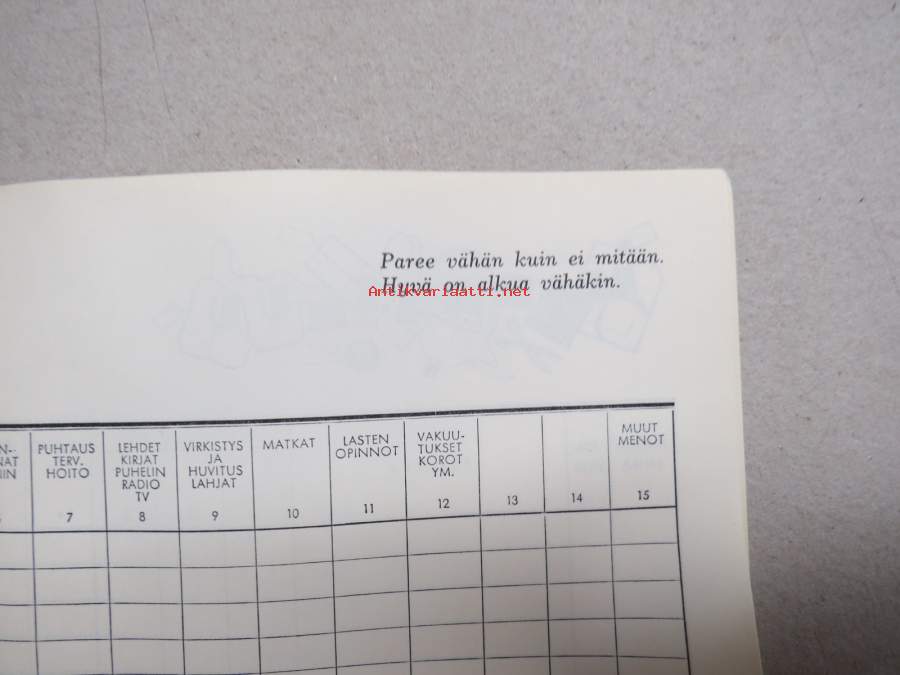 Paree vähän kuin ei mitään.
Hyvä on alkua vähäkin.
Antikvariaatti.net
PUHTAUS
TERV.
HOITO
7
LEHDET
KIRJAT
PUHELIN
RADIO
TV
8
VIRKISTYS
JA
HUVITUS
LAHJAT
9
MATKAT
10
LASTEN
OPINNOT
11
VAKUU-
TUKSET
KOROT
YM.
12
13
14
MUUT
MENOT
15